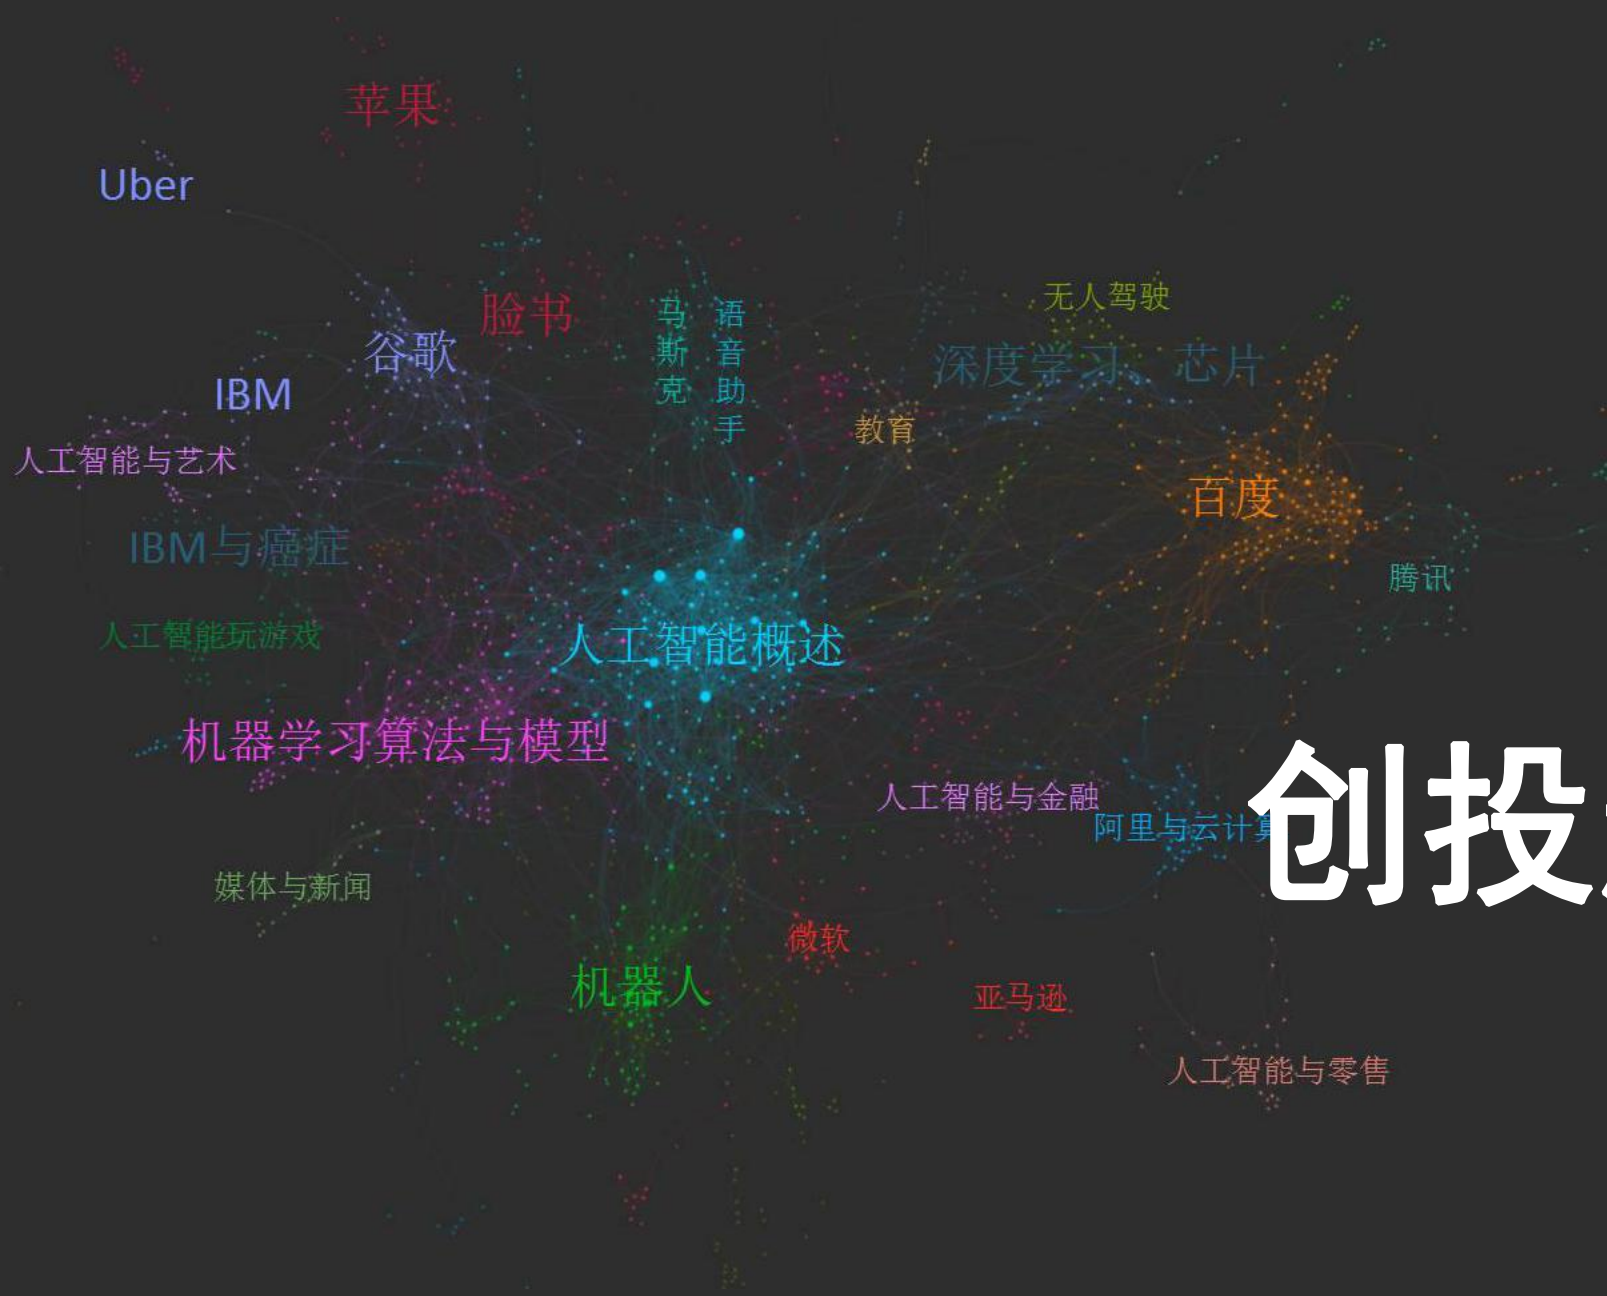 苹果
Uber
脸书
无人驾驶
马斯克
语音助手
谷歌
深度学习、芯片
IBM
教育
人工智能与艺术
百度
IBM与癌症
腾讯
人工智能玩游戏
人工智能概述
机器学习算法与模型
人工智能与金融
阿里与云计算
创投
媒体与新闻
微软
机器人
亚马逊
人工智能与零售